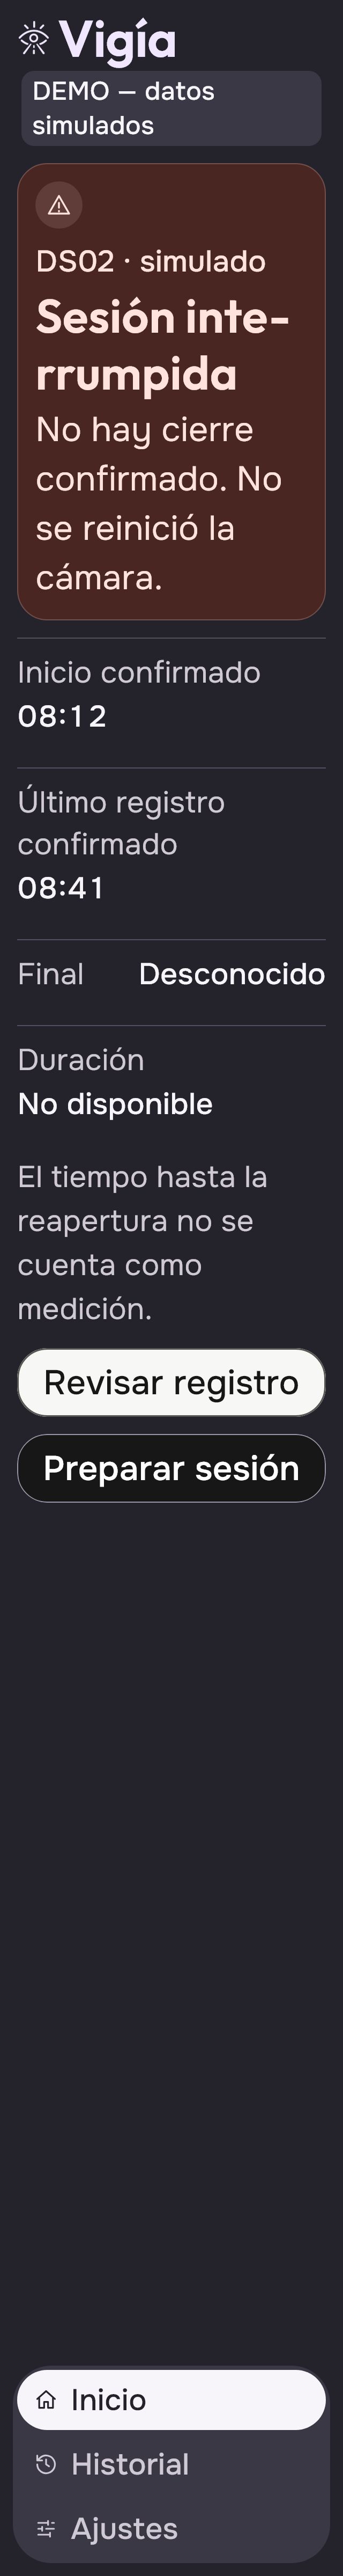 Vigía
DEMO — datos
simulados
DS02 · simulado
Sesión inte-
rrumpida
No hay cierre
confirmado. No
se reinició la
cámara.
Inicio confirmado
08:12
Último registro
confirmado
08:41
Final Desconocido
Duración
No disponible
El tiempo hasta la
reapertura no se
cuenta como
medición.
Revisar registro
Preparar sesión
Inicio
Historial
Ajustes